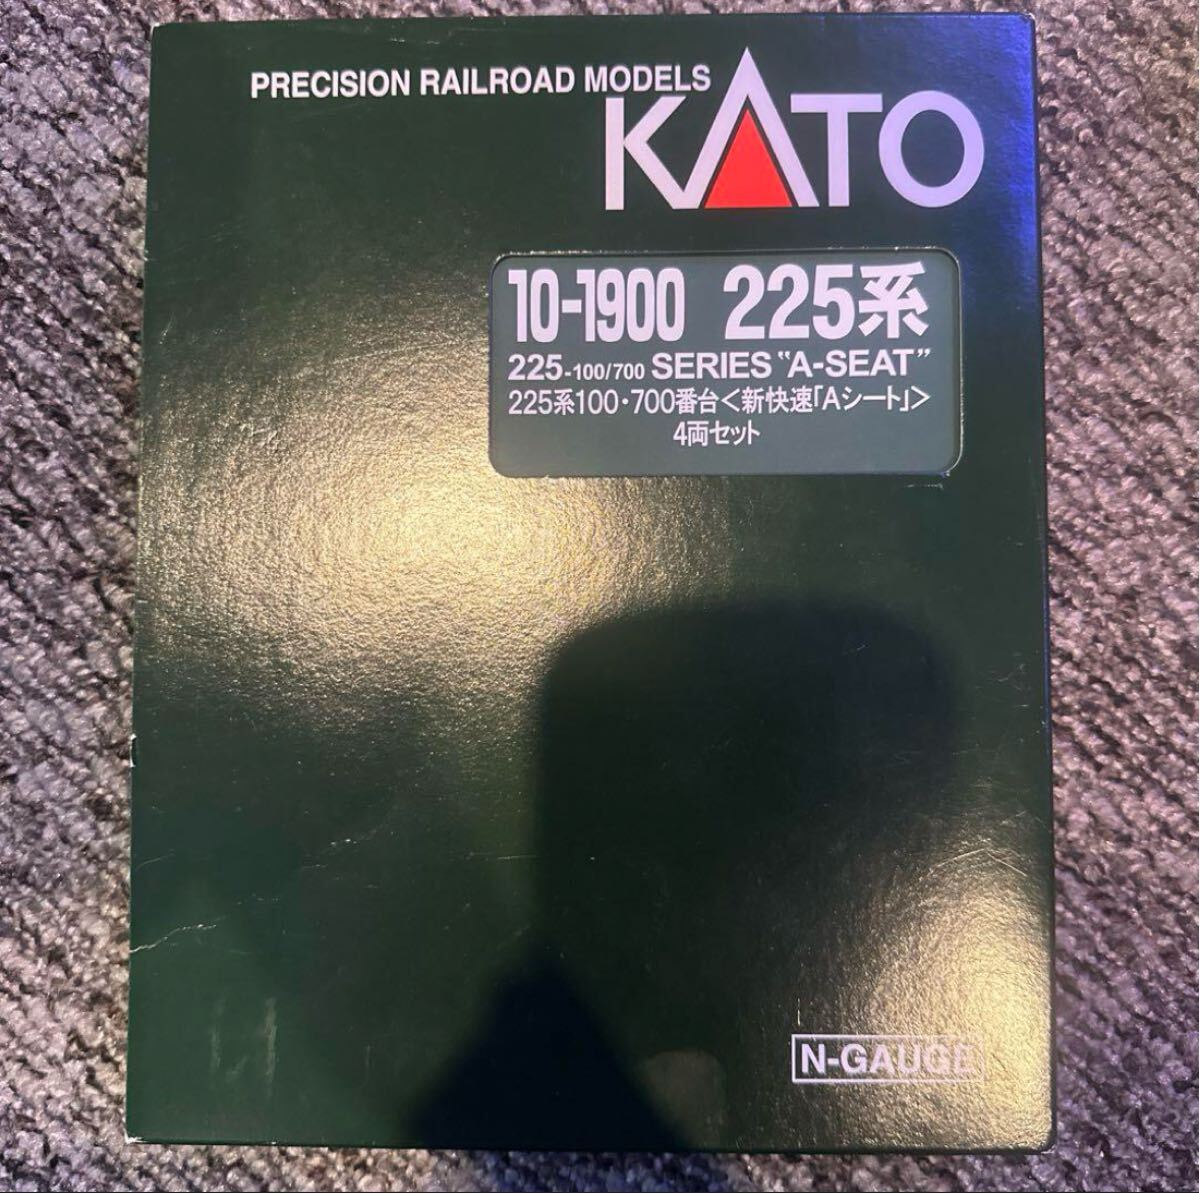 PRECISION RAILROAD MODELS
KATO
10-1900 225系
225-100/700 SERIES "A-SEAT"
225系100・700番台<新快速「Aシート」>
4両セット
N-GAUGE